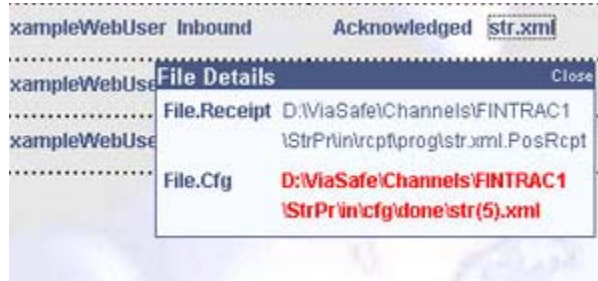 xampleWebUser Inbound Acknowledged str.xml
File Details Close
xampleWebUse
File.Receipt D:\ViaSafe\Channels\FINTRAC1
\StrPr\in\rcpt\prog\str.xml.PosRcpt
xampleWebUse
File.Cfg D:\ViaSafe\Channels\FINTRAC1
\StrPr\in\cfg\done\str(5).xml